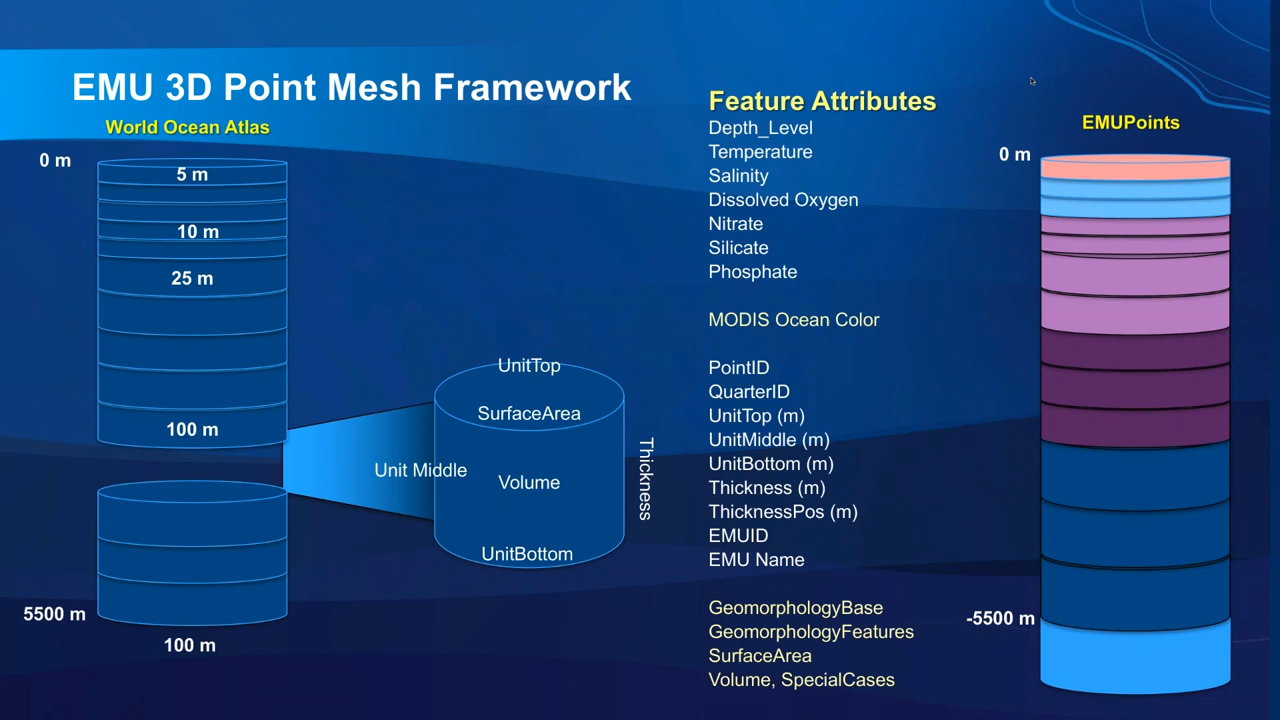 EMU 3D Point Mesh Framework
World Ocean Atlas
0 m
5 m
10 m
25 m
100 m
5500 m
100 m
UnitTop
SurfaceArea
Unit Middle
Volume
Thickness
UnitBottom
Feature Attributes
Depth_Level
Temperature
Salinity
Dissolved Oxygen
Nitrate
Silicate
Phosphate
MODIS Ocean Color
PointID
QuarterID
UnitTop (m)
UnitMiddle (m)
UnitBottom (m)
Thickness (m)
ThicknessPos (m)
EMUID
EMU Name
GeomorphologyBase
GeomorphologyFeatures
SurfaceArea
Volume, SpecialCases
EMUPoints
0 m
-5500 m